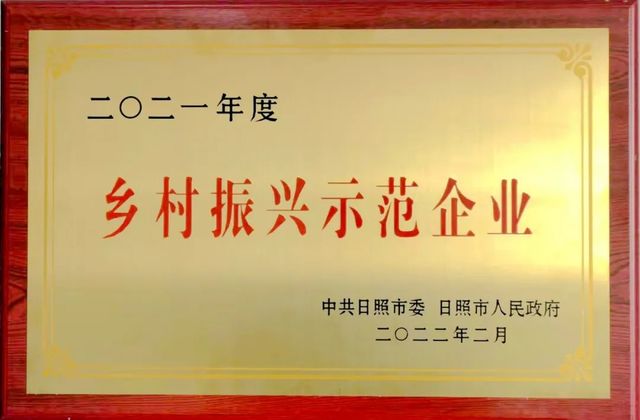 二〇二一年度
乡村振兴示范企业
中共日照市委 日照市人民政府
二〇二二年二月